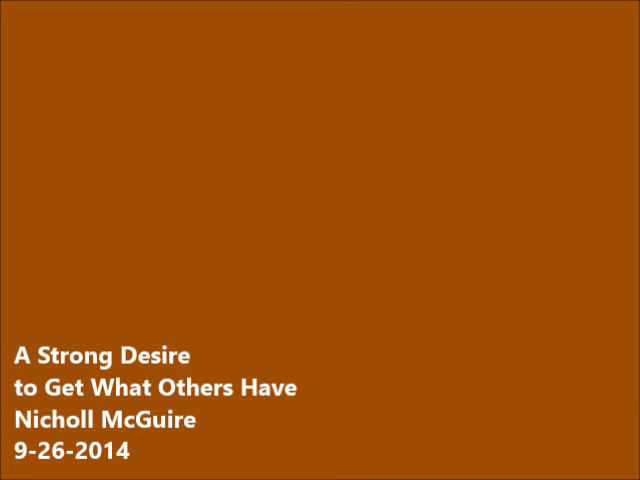 A Strong Desire
to Get What Others Have
Nicholl McGuire
9-26-2014